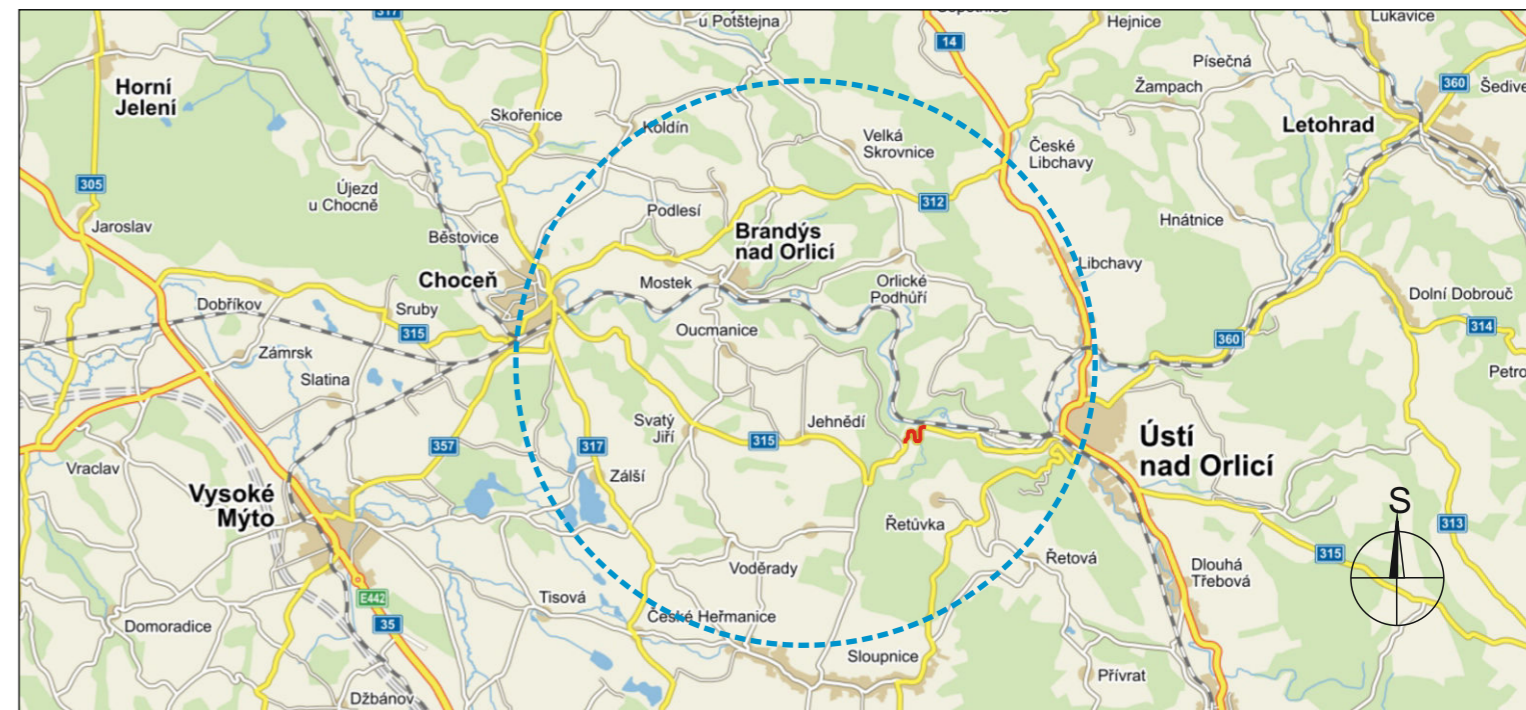 317
u Potštejna
14
Hejnice
Lukavice
Písečná
Žampach
360
Horní
Jelení
Skořenice
Koldín
Velká
Skrovnice
České
Libchavy
Letohrad
305
Újezd
u Chocně
Podlesí
312
Hnátnice
Jaroslav
Běstovice
Brandýs
nad Orlicí
Libchavy
Choceň
Mostek
Orlické
Podhůří
Dolní Dobrouč
Dobříkov
Sruby
315
Oucmanice
314
360
Zámrsk
Slatina
Svatý
Jiří
Jehnědí
315
357
317
Ústí
nad Orlicí
Vraclav
Zálší
Vysoké
Mýto
S
Řetůvka
313
315
Řetová
Dlouhá
Třebová
Voděrady
E442
Tisová
České Heřmanice
35
Domoradice
Sloupnice
Přívrat
Džbánov